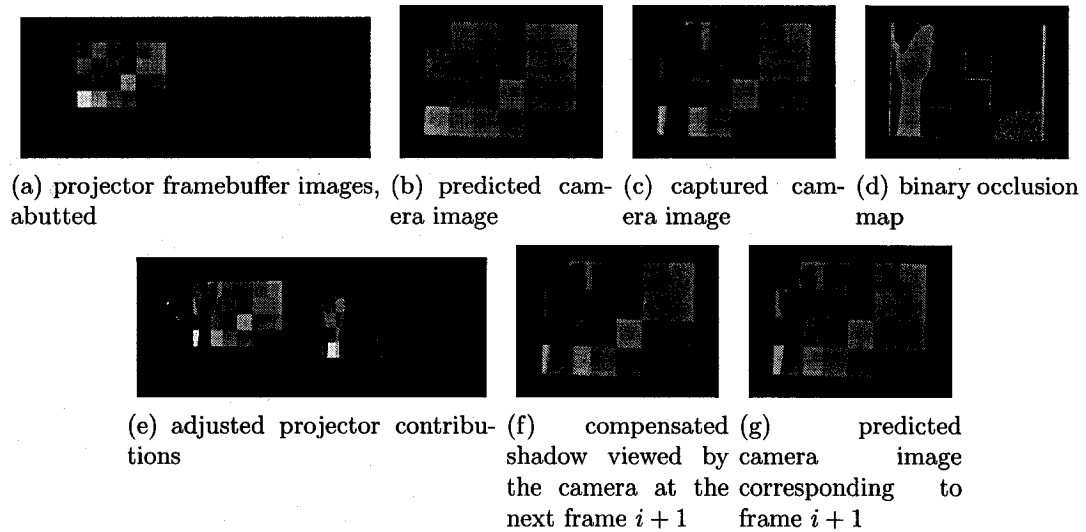 (a) projector framebuffer images,
abutted
(b) predicted cam-
era image
(c) captured cam-
era image
(d) binary occlusion
map
(e) adjusted projector contribu-
tions
(f) compensated
shadow viewed by
the camera at the
next frame i + 1
(g) predicted
camera image
corresponding to
frame i + 1